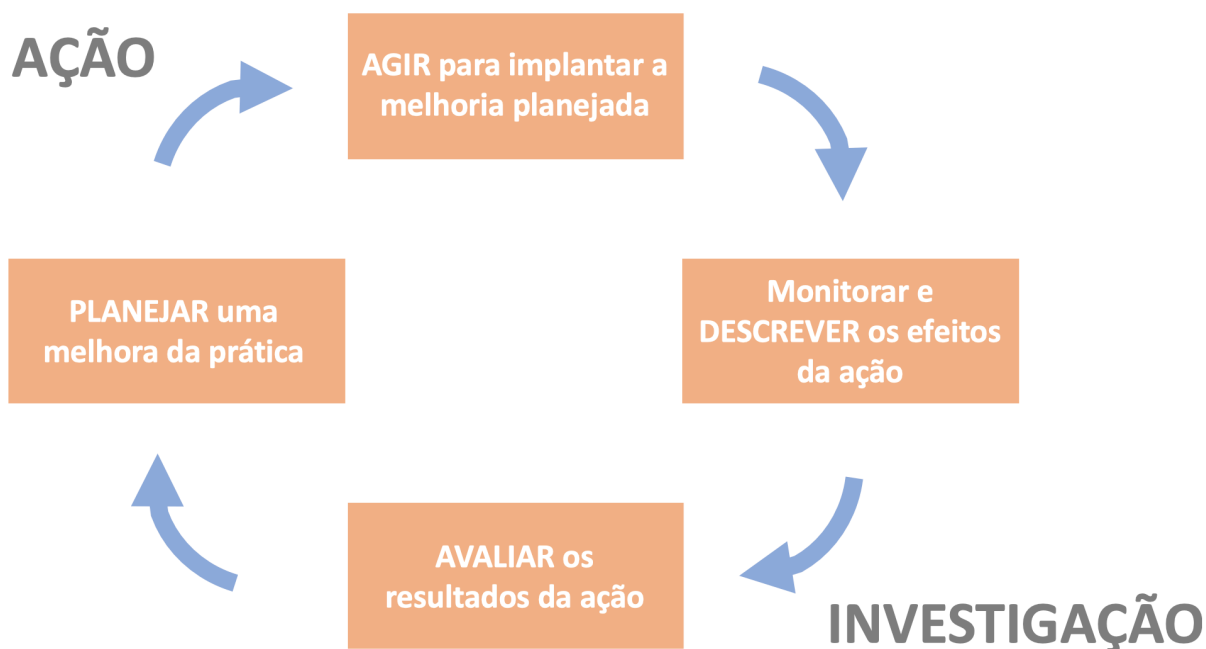 AÇÃO
AGIR para implantar a
melhoria planejada
PLANEJAR uma
melhora da prática
Monitorar e
DESCREVER os efeitos
da ação
AVALIAR os
resultados da ação
INVESTIGAÇÃO